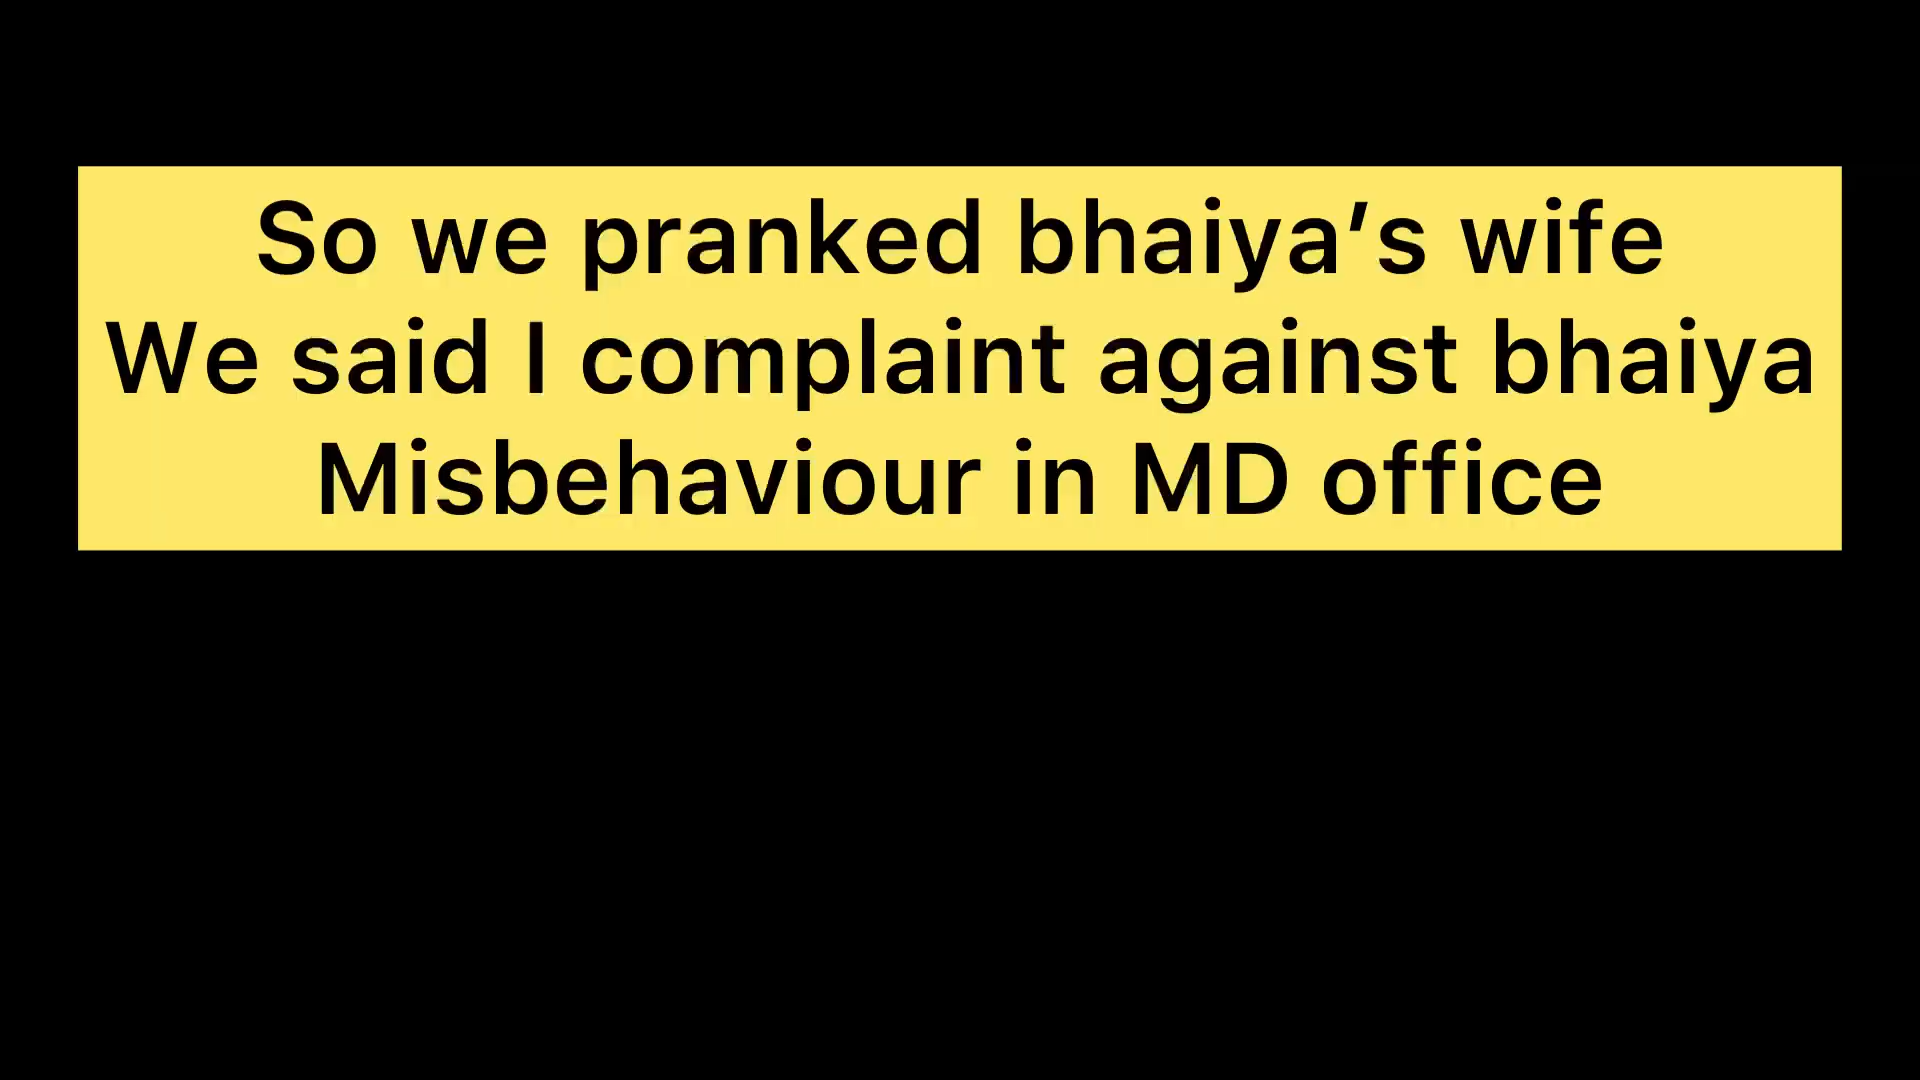 So we pranked bhaiya’s wife
We said I complaint against bhaiya
Misbehaviour in MD office